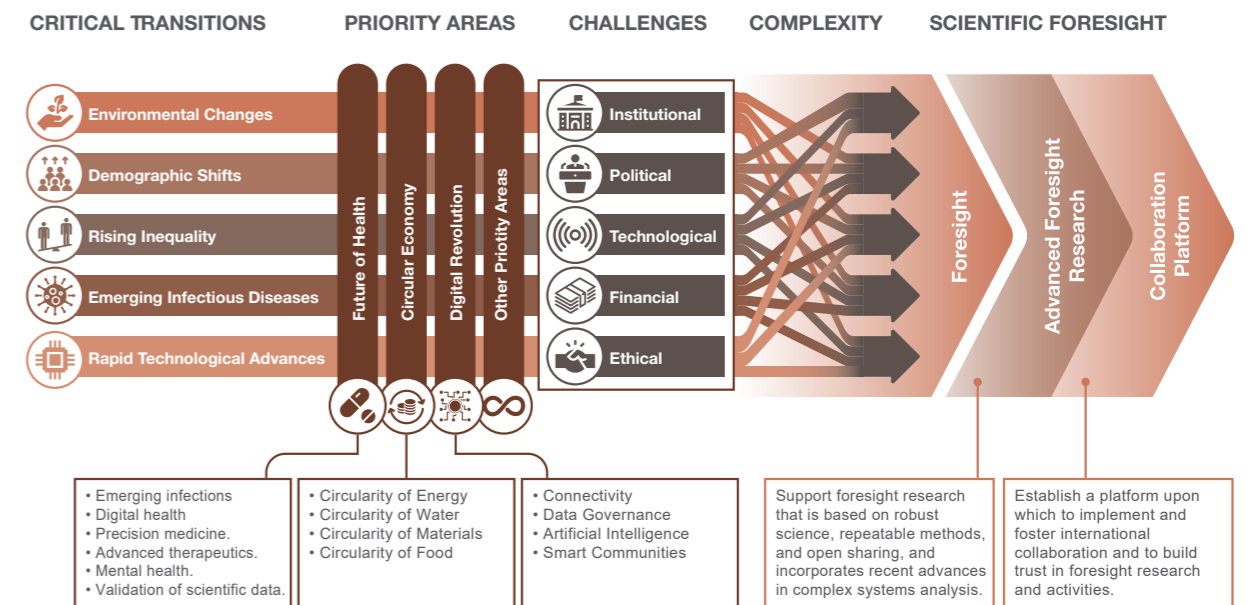 CRITICAL TRANSITIONS
PRIORITY AREAS
CHALLENGES
COMPLEXITY
SCIENTIFIC FORESIGHT
Environmental Changes
Demographic Shifts
Rising Inequality
Emerging Infectious Diseases
Rapid Technological Advances
Future of Health
Circular Economy
Digital Revolution
Other Priotity Areas
Institutional
Political
Technological
Financial
Ethical
Foresight
Advanced Foresight
Research
Collaboration
Platform
• Emerging infections
• Digital health
• Precision medicine.
• Advanced therapeutics.
• Mental health.
• Validation of scientific data.
• Circularity of Energy
• Circularity of Water
• Circularity of Materials
• Circularity of Food
• Connectivity
• Data Governance
• Artificial Intelligence
• Smart Communities
Support foresight research
that is based on robust
science, repeatable methods,
and open sharing, and
incorporates recent advances
in complex systems analysis.
Establish a platform upon
which to implement and
foster international
collaboration and to build
trust in foresight research
and activities.